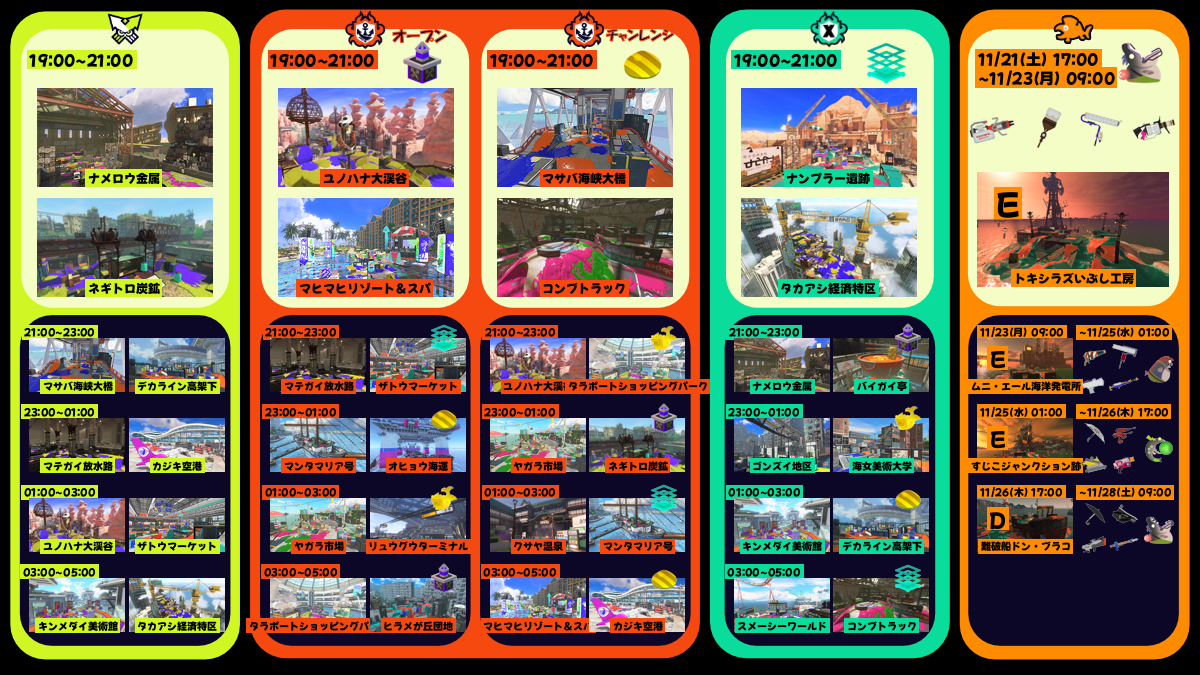 19:00~21:00
ナメロウ金属
ネギトロ炭鉱
21:00~23:00
マサバ海峡大橋
デカライン高架下
23:00~01:00
マテガイ放水路
カジキ空港
01:00~03:00
ユノハナ大渓谷
ザトウマーケット
03:00~05:00
キンメダイ美術館
タカアシ経済特区
オープン
19:00~21:00
ユノハナ大渓谷
マヒマヒリゾート&スパ
21:00~23:00
マテガイ放水路
ザトウマーケット
23:00~01:00
マンタマリア号
オヒョウ海運
01:00~03:00
ヤガラ市場
リュウグウターミナル
03:00~05:00
タラポートショッピングパ
ヒラメが丘団地
チャンレンジ
19:00~21:00
マサバ海峡大橋
コンブトラック
21:00~23:00
ユノハナ大渓
タラポートショッピングパーク
23:00~01:00
ヤガラ市場
ネギトロ炭鉱
01:00~03:00
クサヤ温泉
マンタマリア号
03:00~05:00
マヒマヒリゾート&スパ
カジキ空港
X
19:00~21:00
ナンプラー遺跡
タカアシ経済特区
21:00~23:00
ナメロウ金属
バイガイ亭
23:00~01:00
ゴンズイ地区
海女美術大学
01:00~03:00
キンメダイ美術館
デカライン高架下
03:00~05:00
スメーシーワールド
コンブトラック
11/21(土) 17:00
~11/23(月) 09:00
E
トキシラズいぶし工房
11/23(月) 09:00
~11/25(水) 01:00
E
ムニ・エール海洋発電所
11/25(水) 01:00
~11/26(木) 17:00
E
すじこジャンクション跡
11/26(木) 17:00
~11/28(土) 09:00
D
難破船ドン・ブラコ